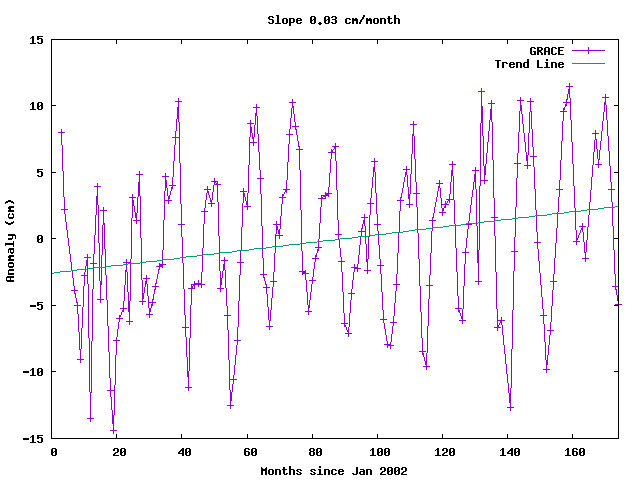 Slope 0.03 cm/month
GRACE
Trend Line
15
10
5
0
-5
-10
-15
Anomaly (cm)
0 20 40 60 80 100 120 140 160
Months since Jan 2002